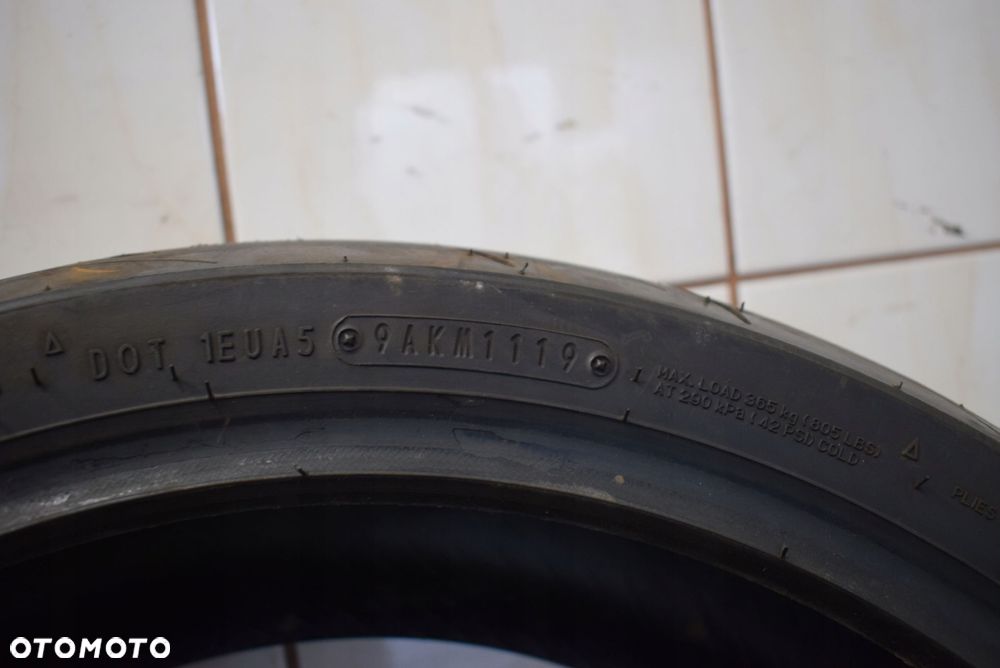 DOT 1EUA5 9AKM1119
MAX. LOAD 365 kg (805 LBS)
AT 290 kPa (42 PSI) COLD
PLIES
OTOMOTO